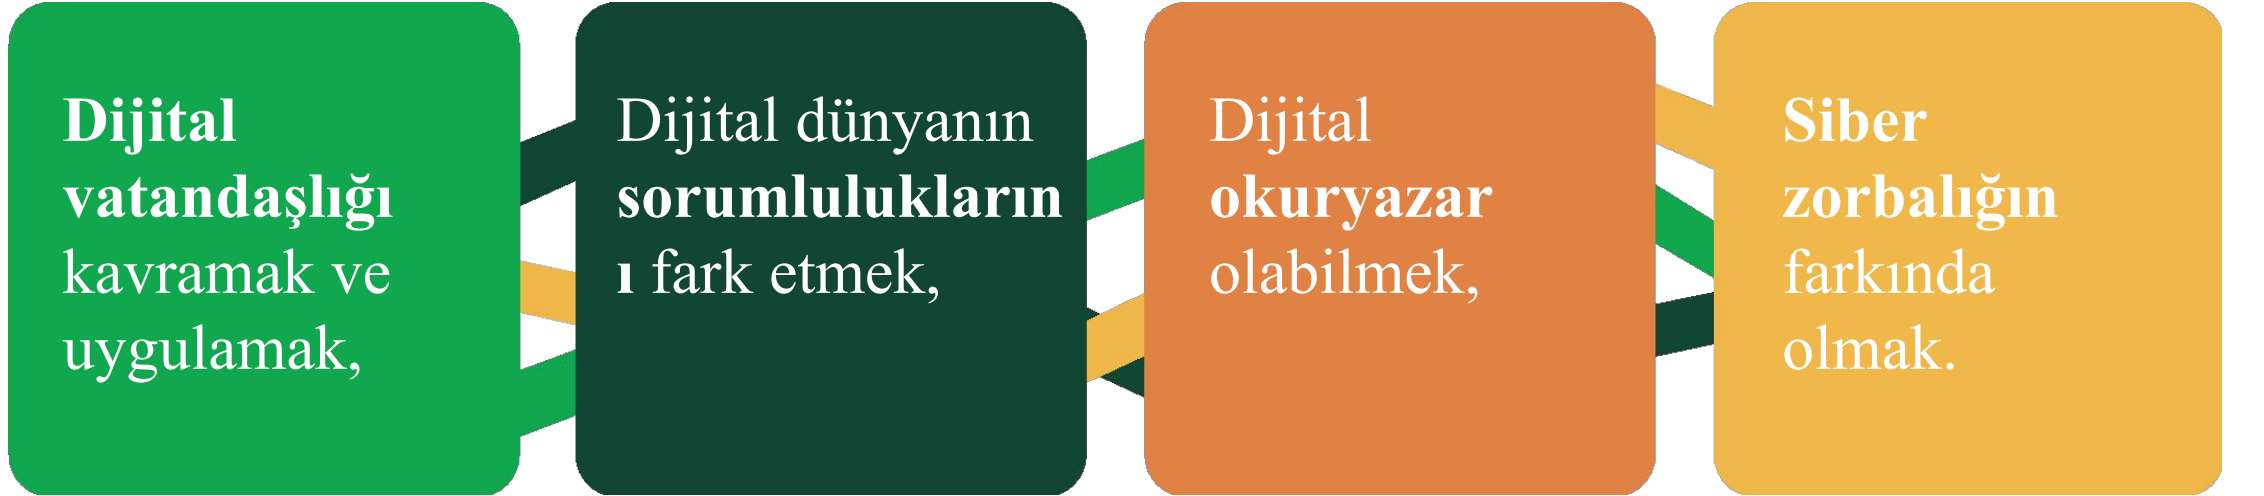 Dijital
vatandaşlığı
kavramak ve
uygulamak,
Dijital dünyanın
sorumlulukların
ı fark etmek,
Dijital
okuryazar
olabilmek,
Siber
zorbalığın
farkında
olmak.